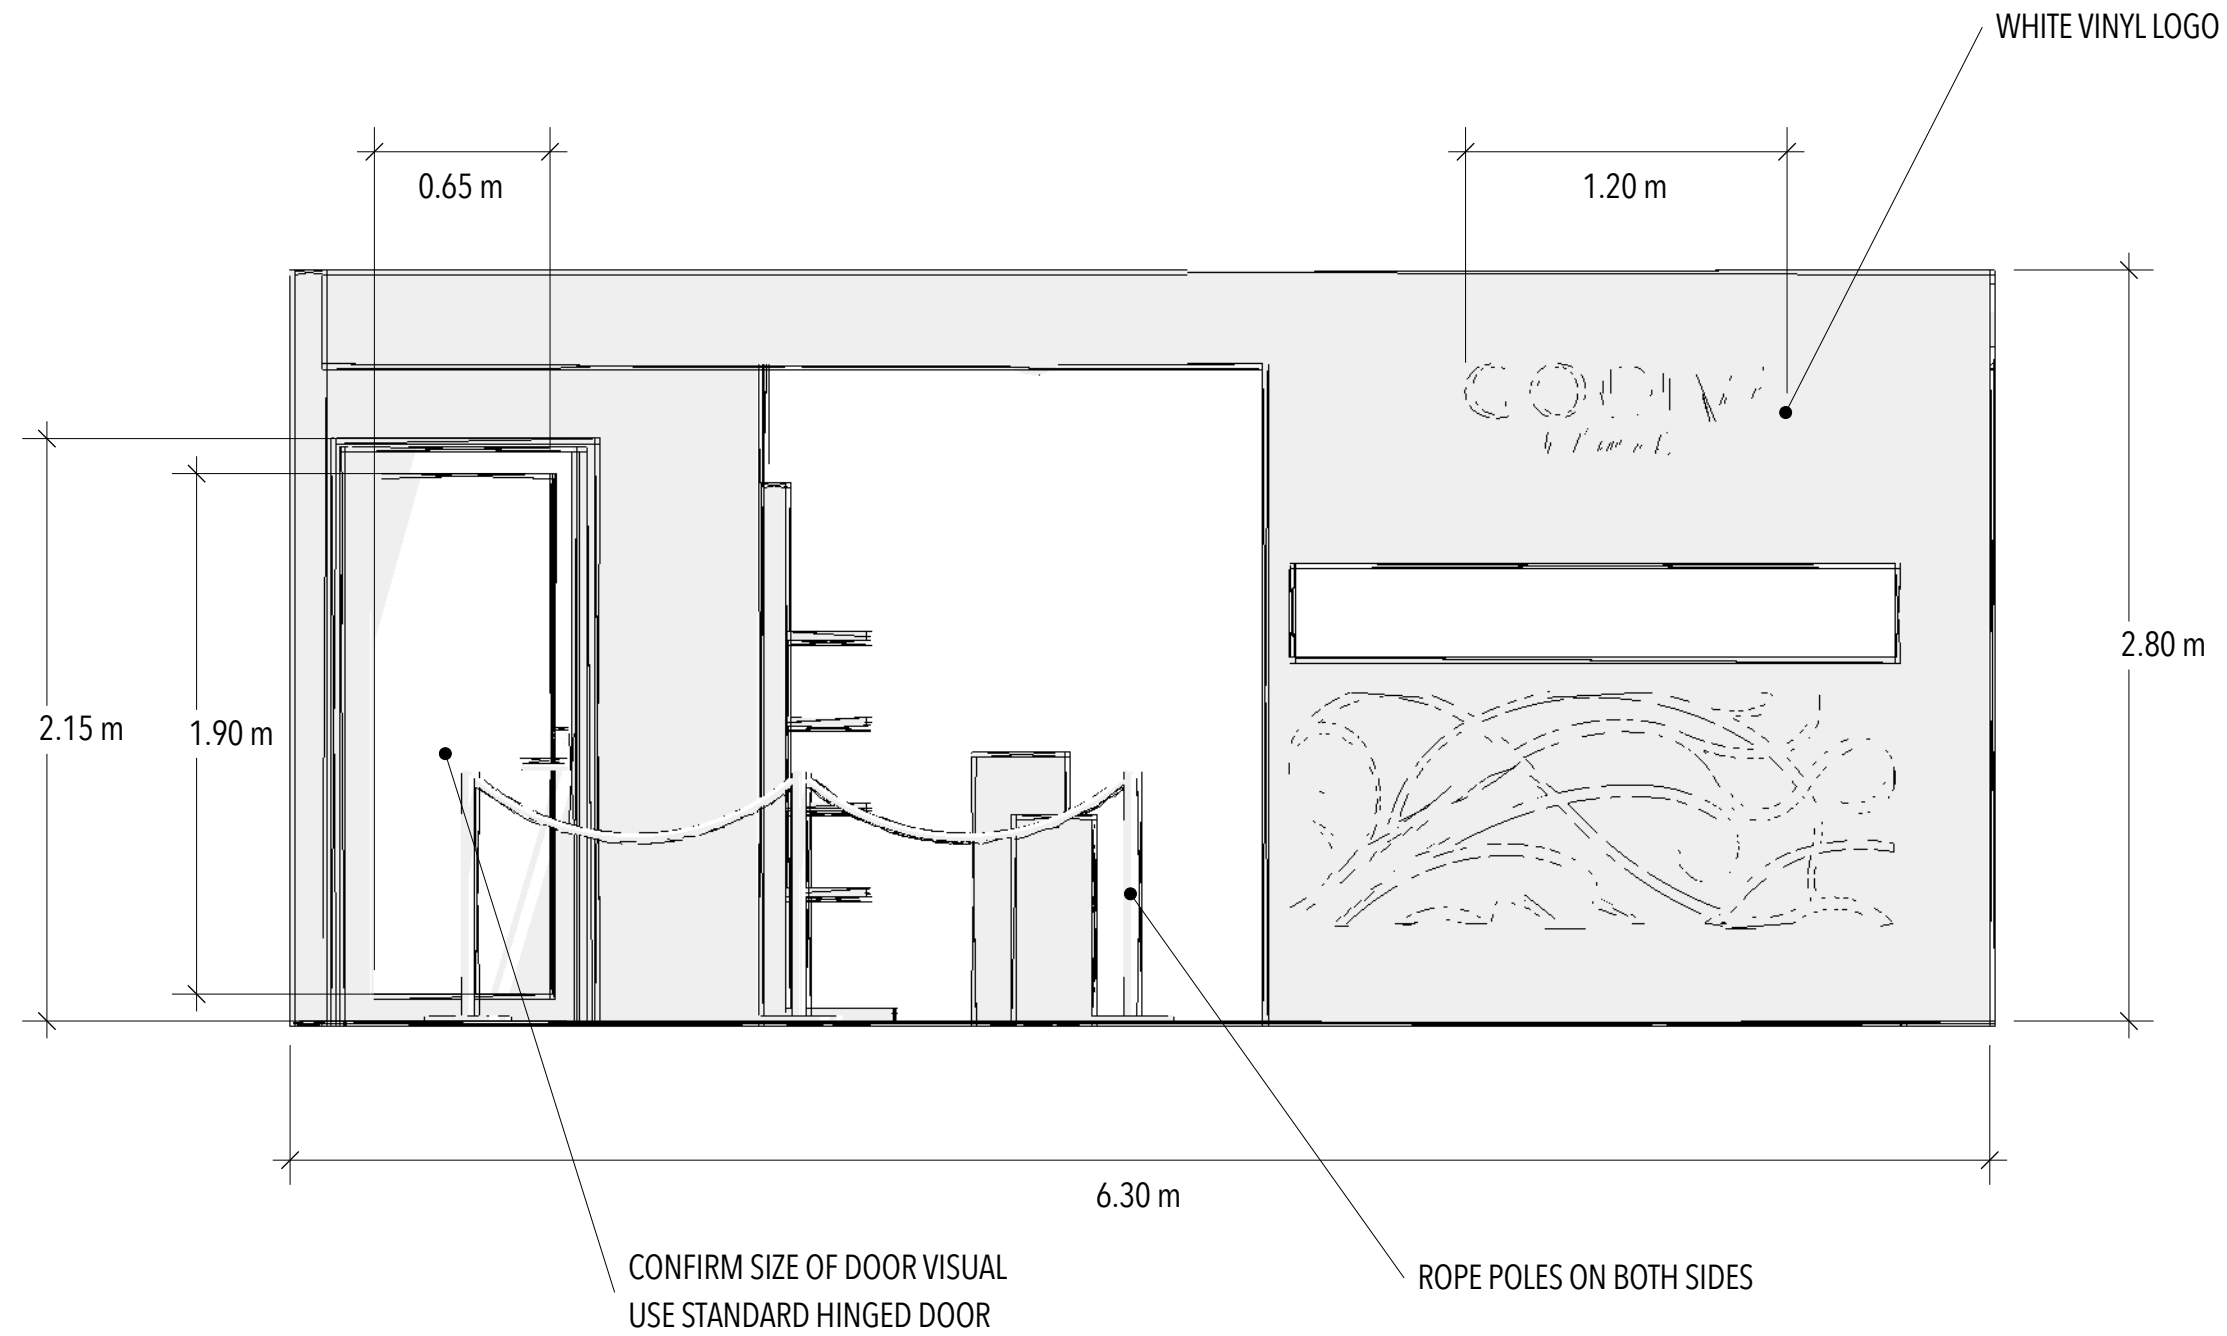 WHITE VINYL LOGO
0.65 m
1.20 m
2.80 m
2.15 m
1.90 m
6.30 m
CONFIRM SIZE OF DOOR VISUAL
USE STANDARD HINGED DOOR
ROPE POLES ON BOTH SIDES